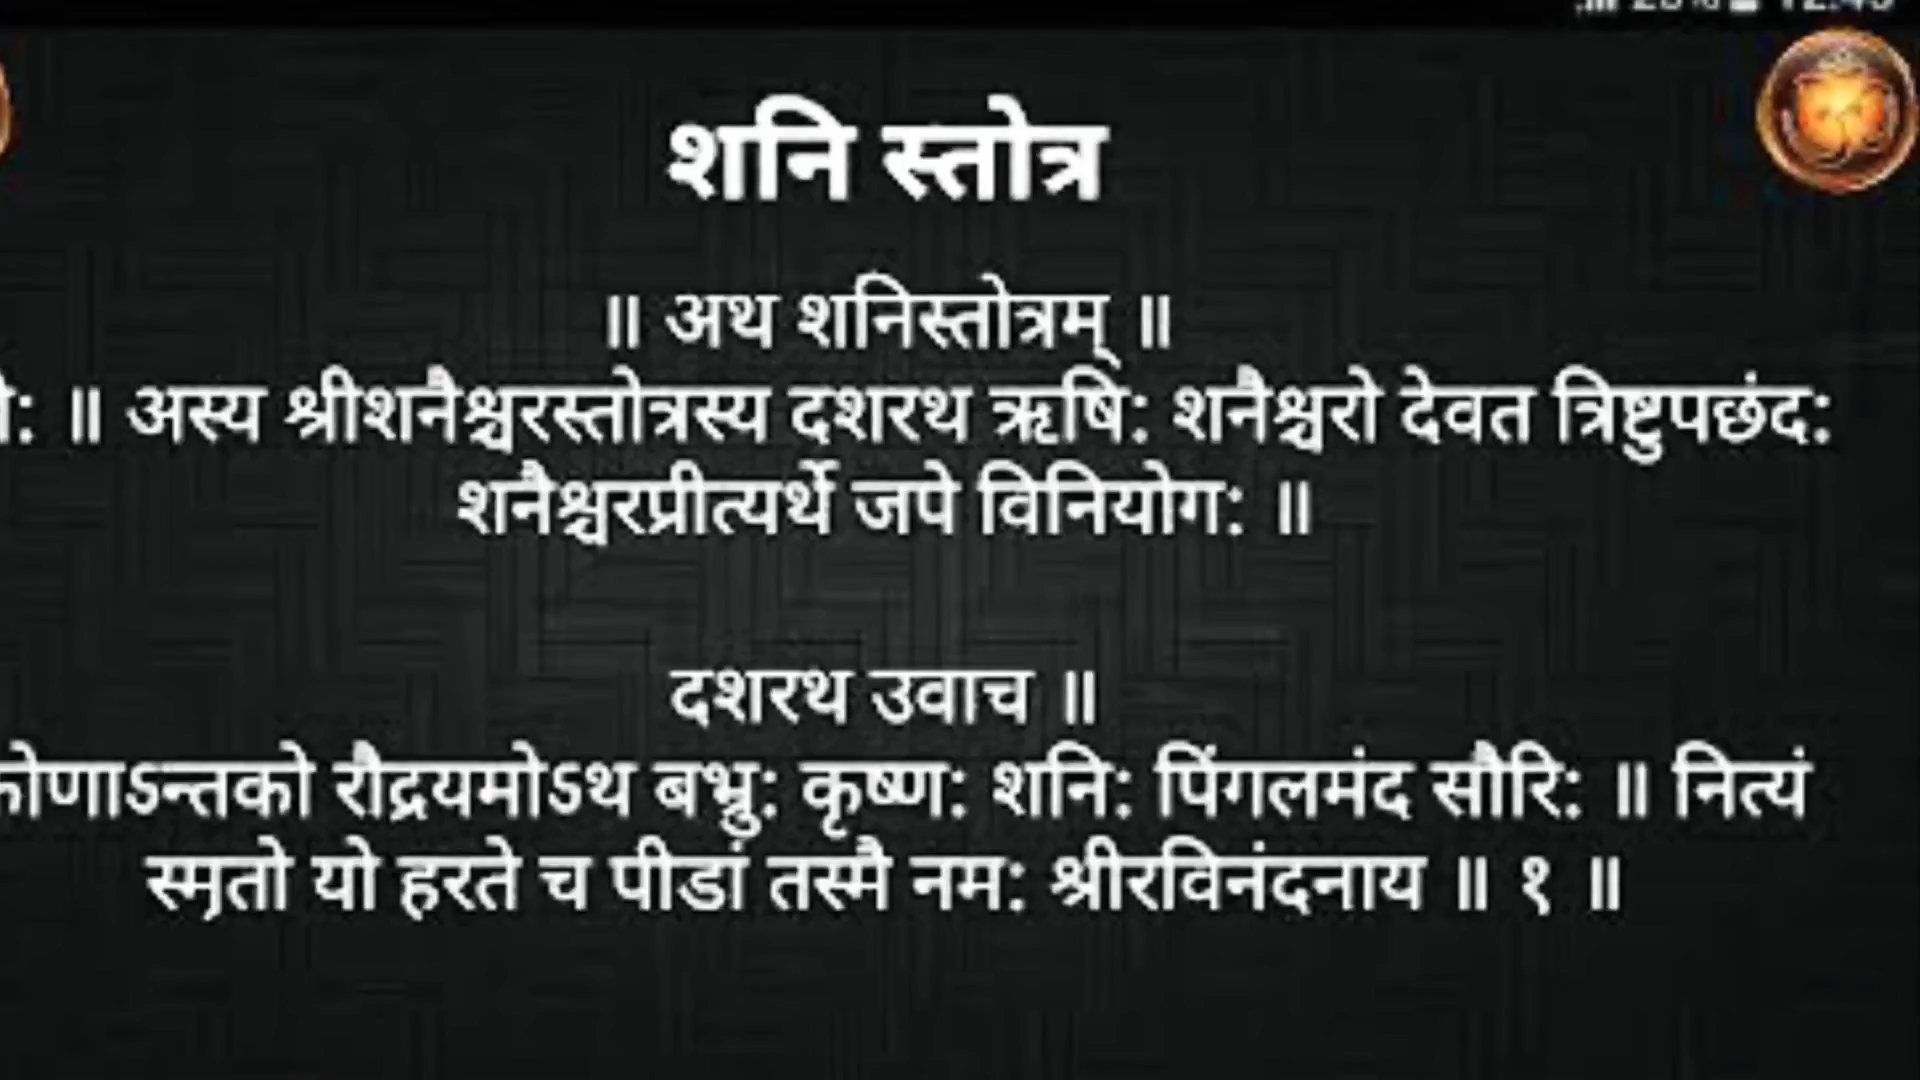 शनि स्तोत्र
॥ अथ शनिस्तोत्रम् ॥
॥ अस्य श्रीशनैश्चरस्तोत्रस्य दशरथ ऋषि: शनैश्चरो देवत त्रिष्टुपछंद:
शनैश्चरप्रीत्यर्थे जपे विनियोग: ॥
दशरथ उवाच ॥
कोणाऽन्तको रौद्रयमोऽथ बभ्रु: कृष्ण: शनि: पिंगलमंद सौरि: ॥ नित्यं
स्मृतो यो हरते च पीडां तस्मै नम: श्रीरविनंदनाय ॥ १ ॥